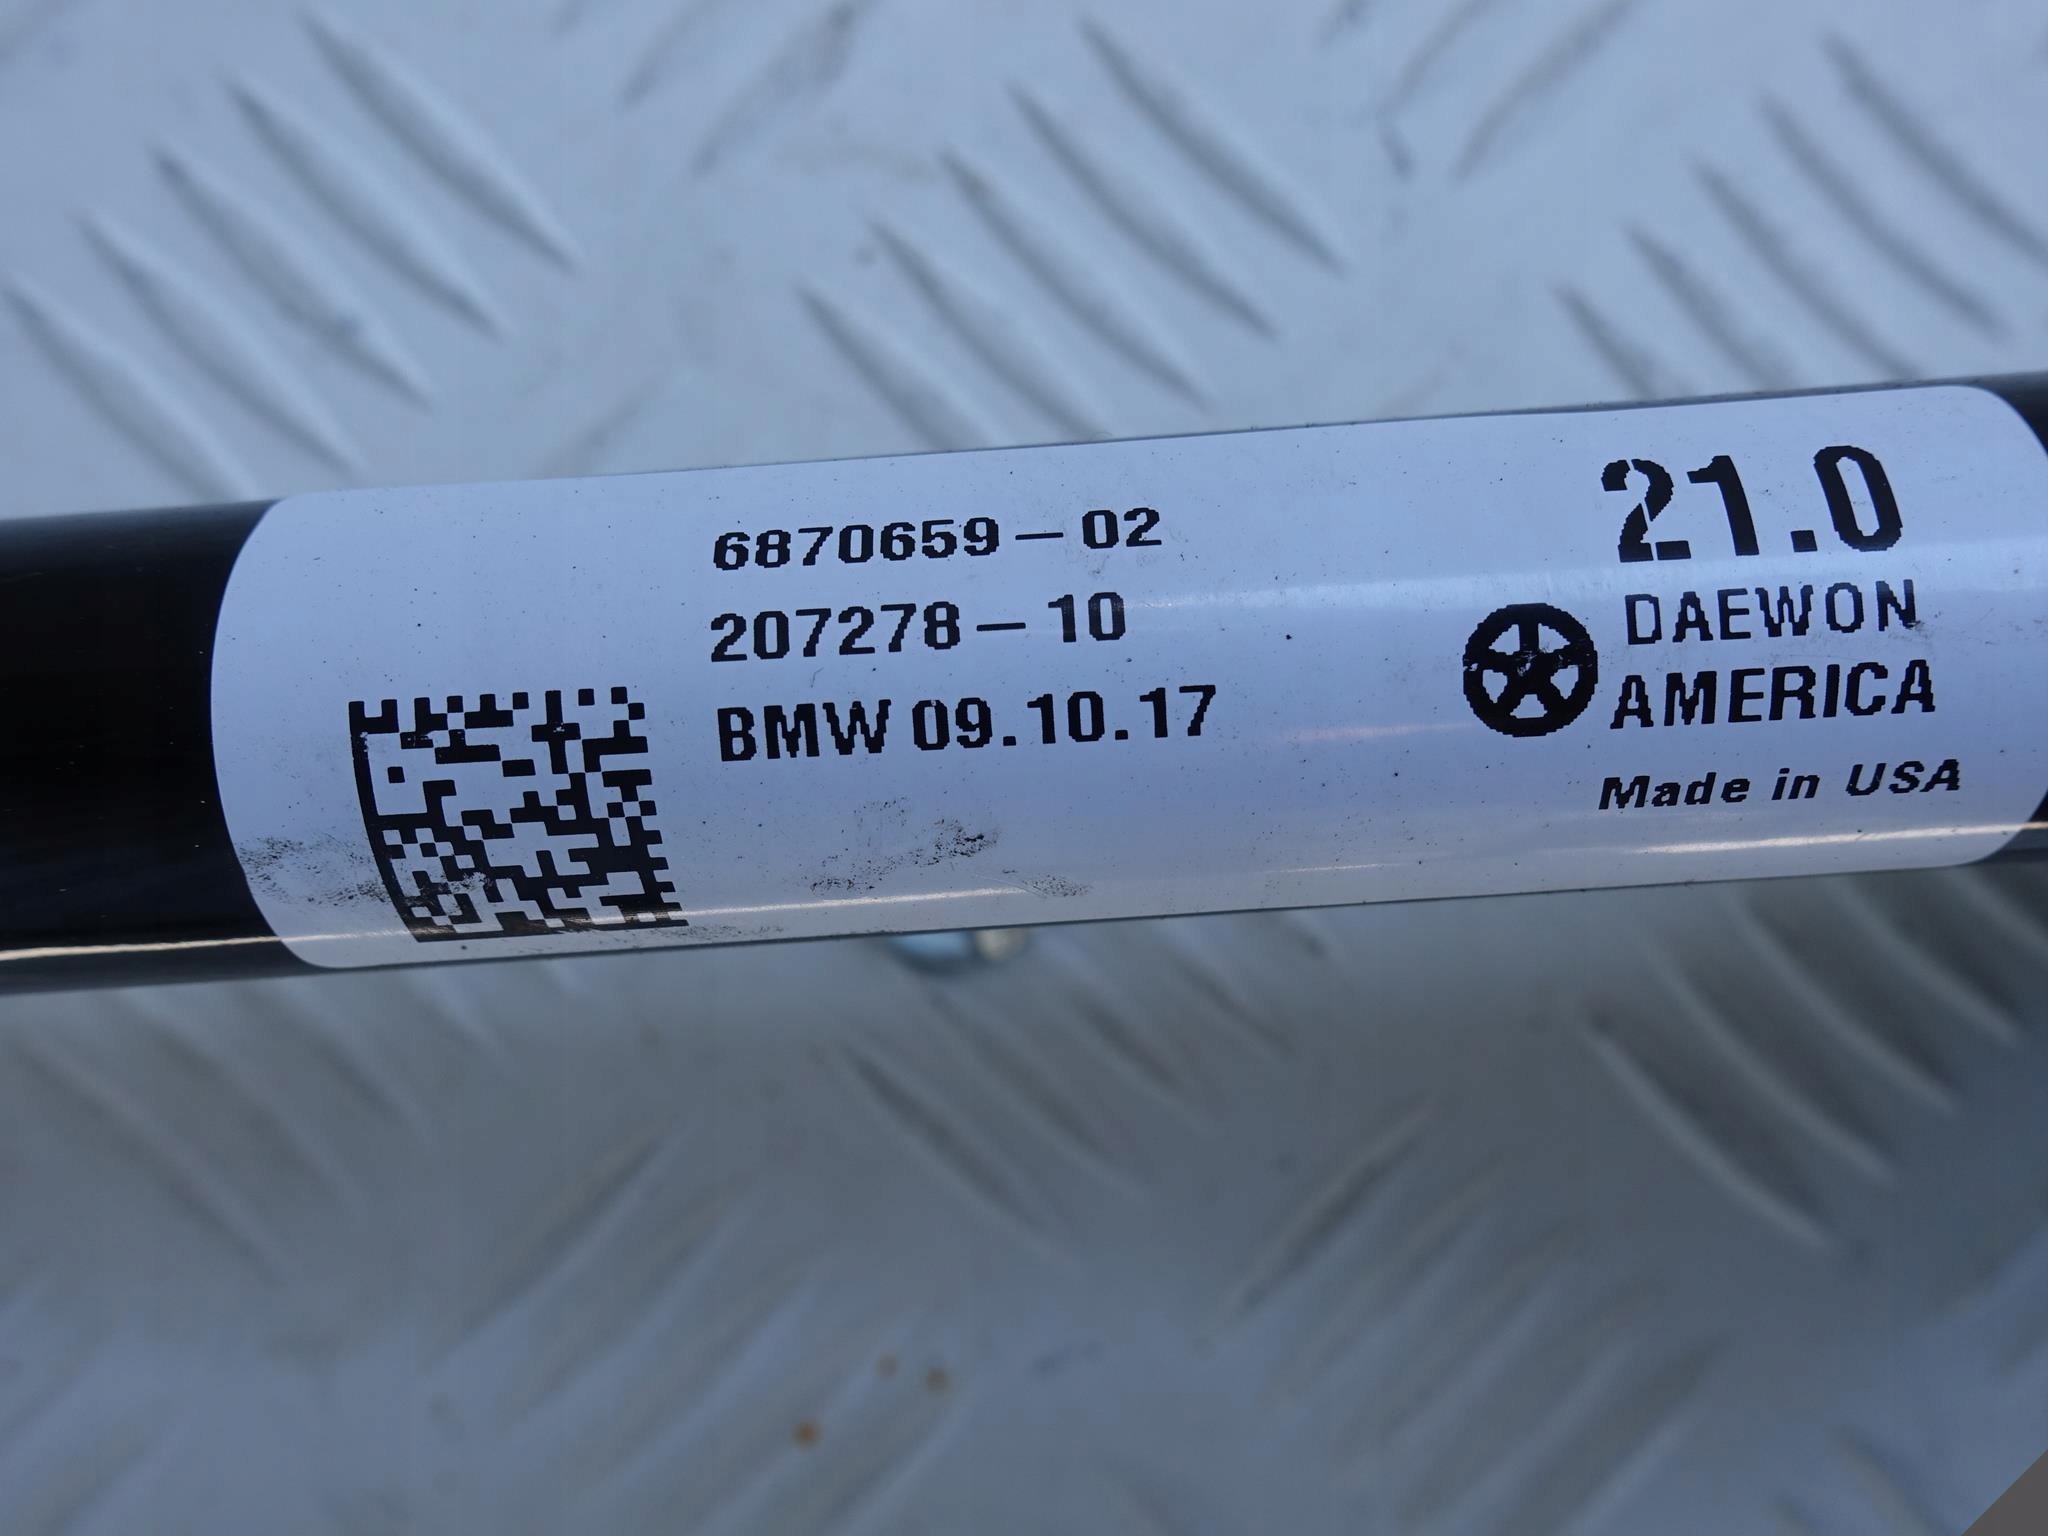 6870659-02
207278-10
BMW 09.10.17
21.0
DAEWON
AMERICA
Made in USA